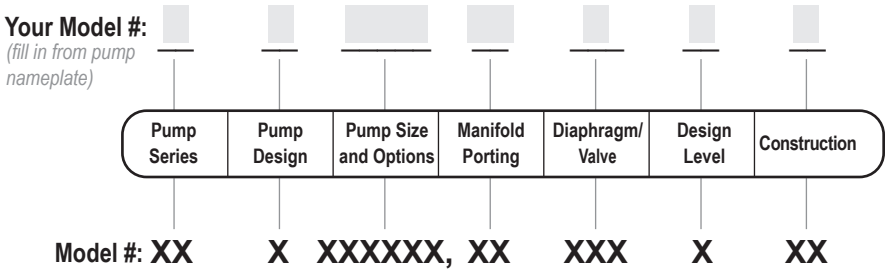 Your Model #:
(fill in from pump
nameplate)
Pump Series
Pump Design
Pump Size and Options
Manifold Porting
Diaphragm/ Valve
Design Level
Construction
Model #: XX X XXXXXX, XX XXX X XX